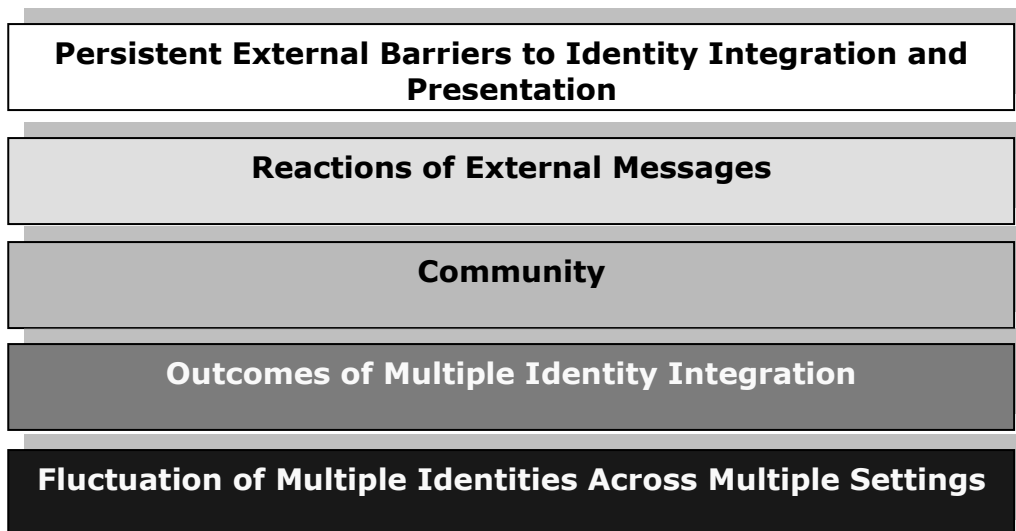 Persistent External Barriers to Identity Integration and
Presentation
Reactions of External Messages
Community
Outcomes of Multiple Identity Integration
Fluctuation of Multiple Identities Across Multiple Settings